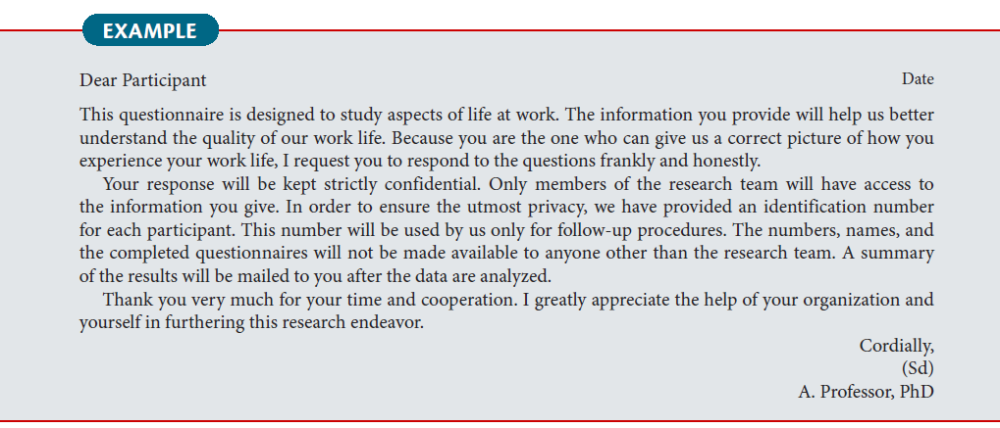 EXAMPLE
Dear Participant Date
This questionnaire is designed to study aspects of life at work. The information you provide will help us better
understand the quality of our work life. Because you are the one who can give us a correct picture of how you
experience your work life, I request you to respond to the questions frankly and honestly.
Your response will be kept strictly confidential. Only members of the research team will have access to
the information you give. In order to ensure the utmost privacy, we have provided an identification number
for each participant. This number will be used by us only for follow-up procedures. The numbers, names, and
the completed questionnaires will not be made available to anyone other than the research team. A summary
of the results will be mailed to you after the data are analyzed.
Thank you very much for your time and cooperation. I greatly appreciate the help of your organization and
yourself in furthering this research endeavor.
Cordially,
(Sd)
A. Professor, PhD